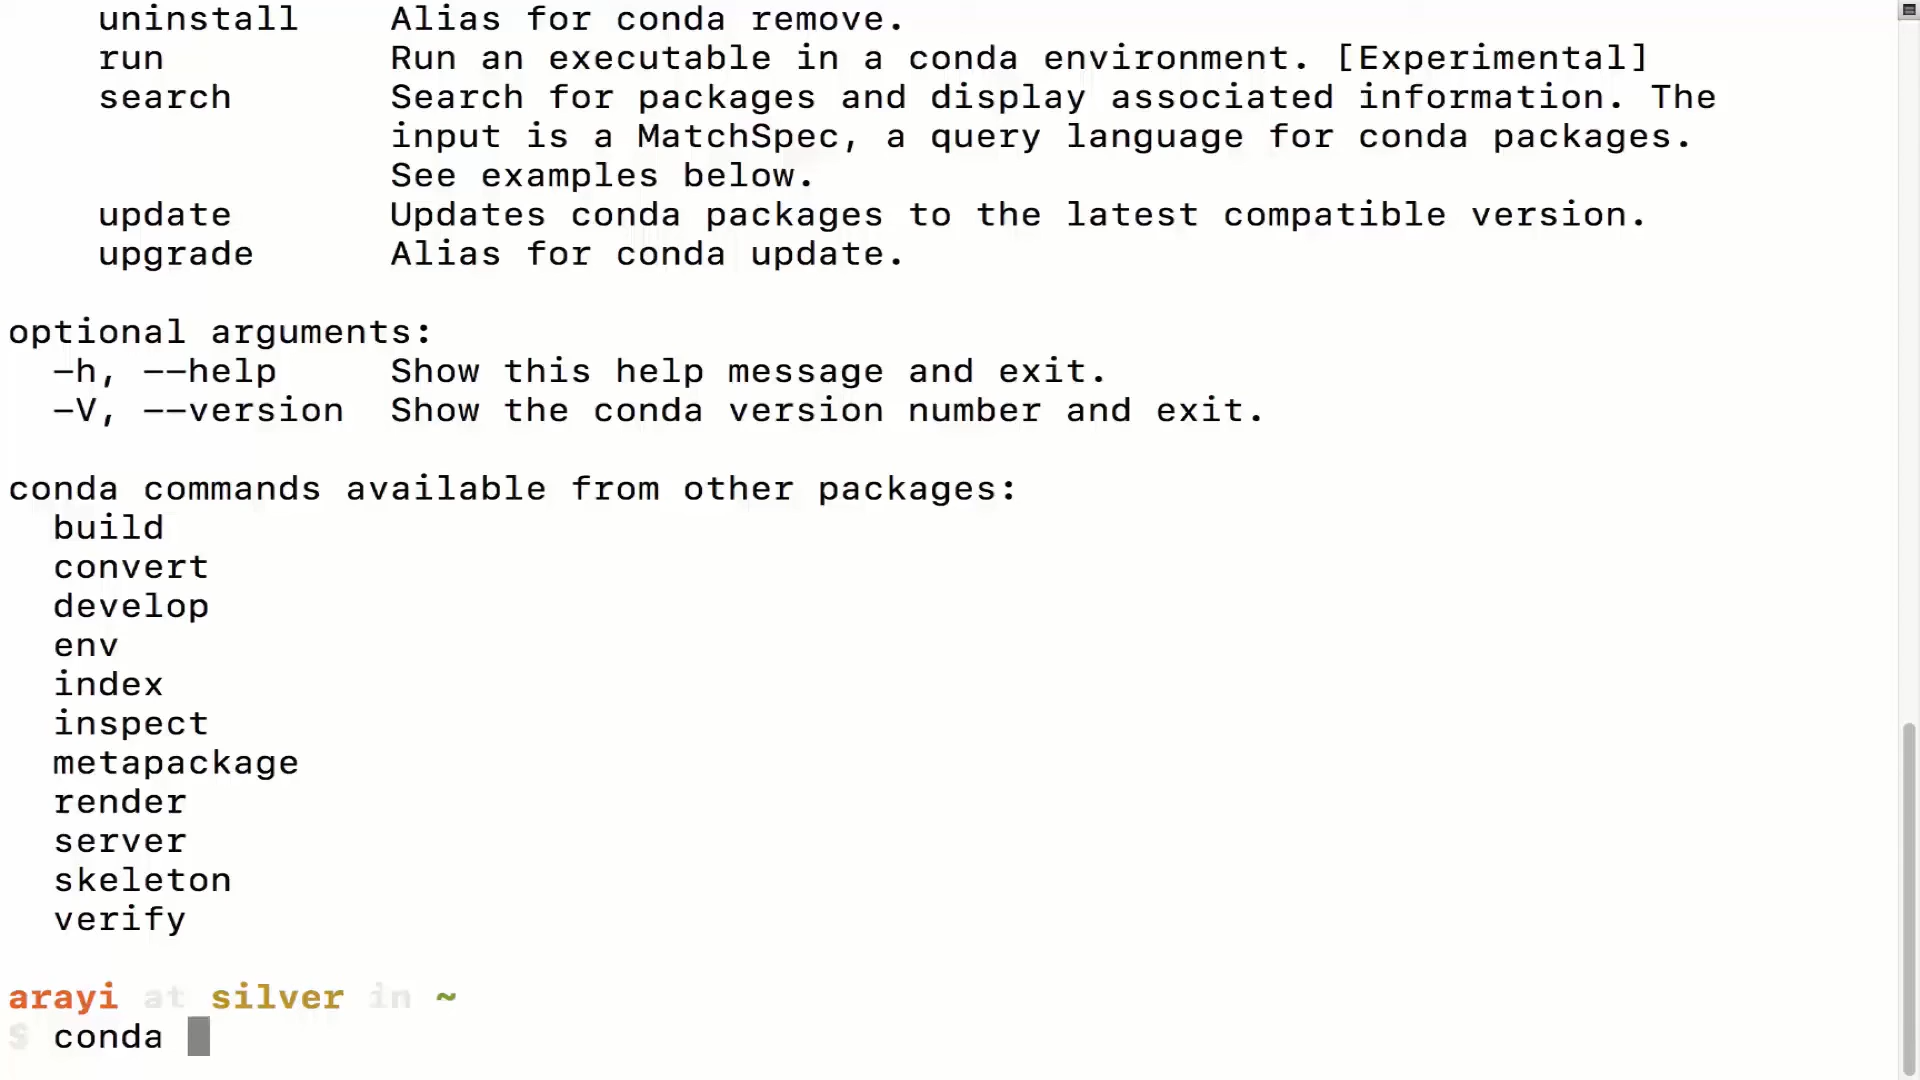 uninstall Alias for conda remove.
run Run an executable in a conda environment. [Experimental]
search Search for packages and display associated information. The
input is a MatchSpec, a query language for conda packages.
See examples below.
update Updates conda packages to the latest compatible version.
upgrade Alias for conda update.
optional arguments:
-h, --help Show this help message and exit.
-V, --version Show the conda version number and exit.
conda commands available from other packages:
build
convert
develop
env
index
inspect
metapackage
render
server
skeleton
verify
arayi at silver in ~
$ conda